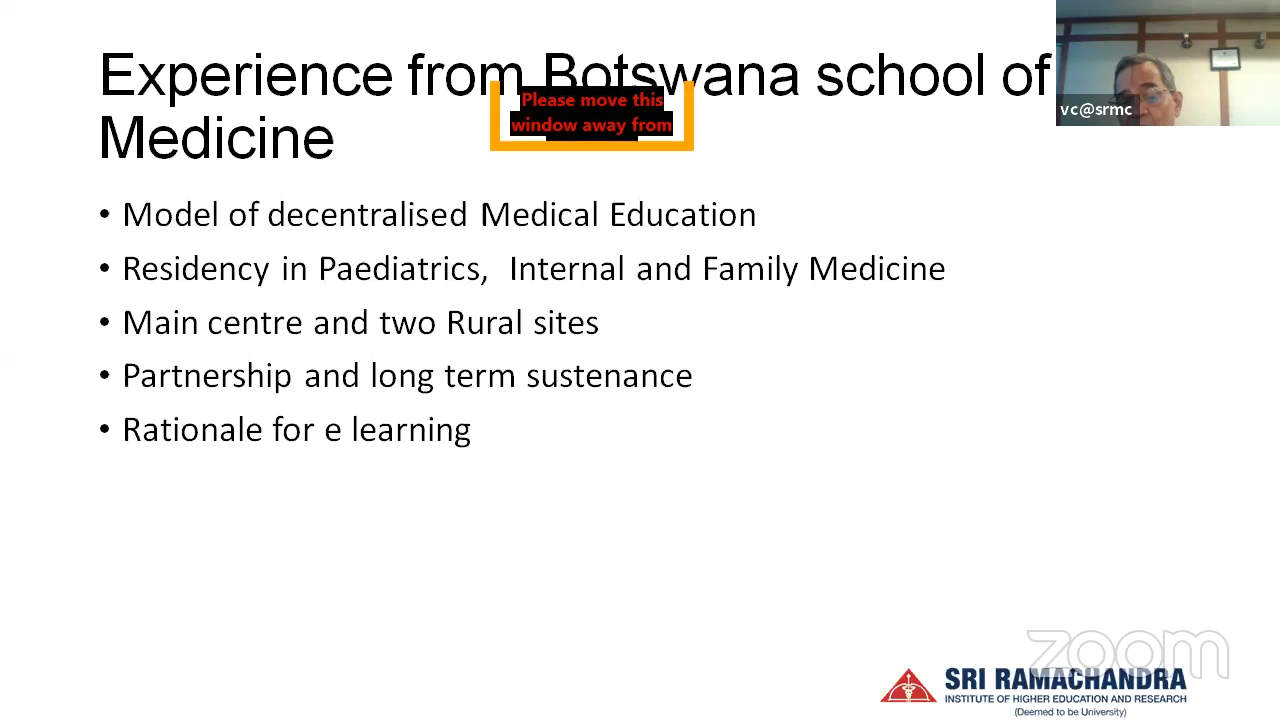 Experience from Botswana school of
Medicine
Please move this
window away from
vc@srmc
• Model of decentralised Medical Education
• Residency in Paediatrics, Internal and Family Medicine
• Main centre and two Rural sites
• Partnership and long term sustenance
• Rationale for e learning
zoom
SRI RAMACHANDRA
INSTITUTE OF HIGHER EDUCATION AND RESEARCH
(Deemed to be University)